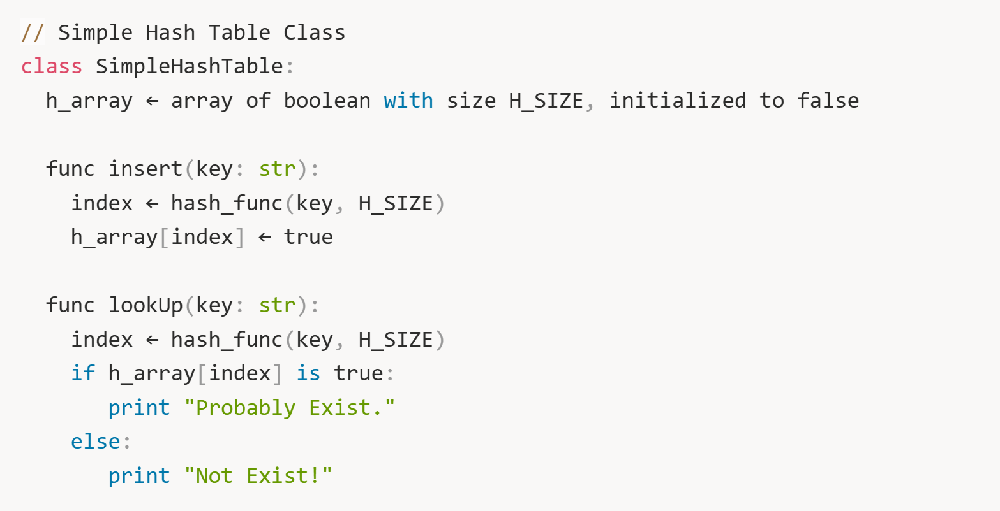 // Simple Hash Table Class
class SimpleHashTable:
h_array ← array of boolean with size H_SIZE, initialized to false
func insert(key: str):
index ← hash_func(key, H_SIZE)
h_array[index] ← true
func lookUp(key: str):
index ← hash_func(key, H_SIZE)
if h_array[index] is true:
print "Probably Exist."
else:
print "Not Exist!"